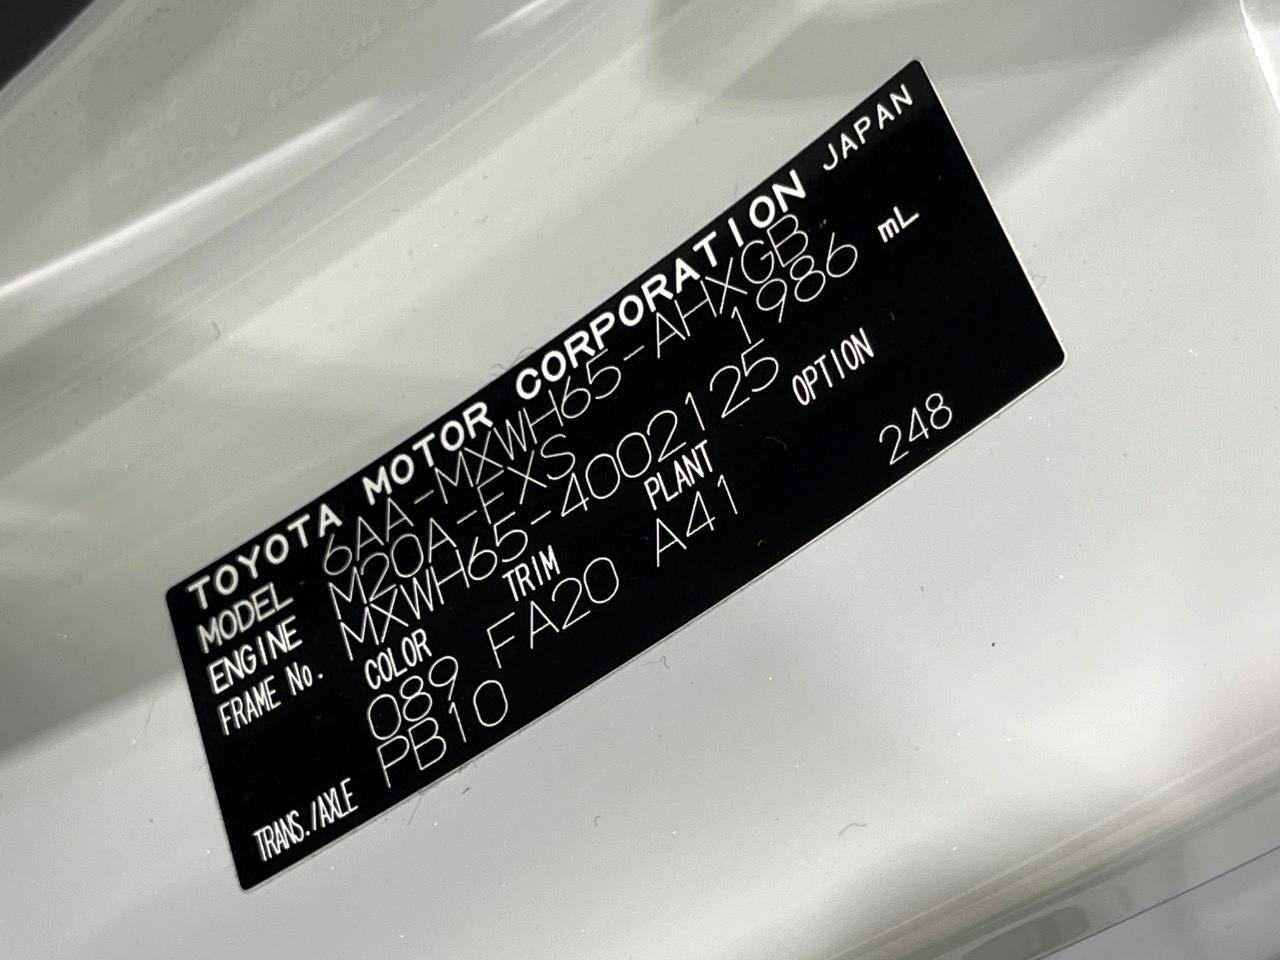 TOYOTA MOTOR CORPORATION JAPAN
MODEL 6AA-MXWH65-AHXGB
ENGINE M20A-FXS 1986 mL
FRAME No. MXWH65-4002125
COLOR TRIM PLANT OPTION
089 FA20 A41 248
TRANS./AXLE PB10